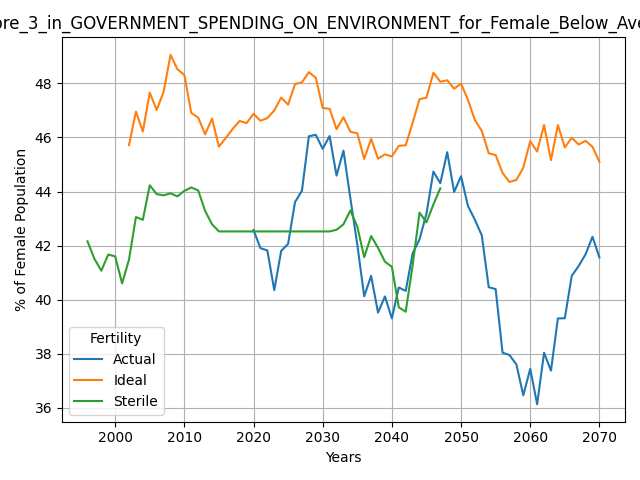 ore_3_in_GOVERNMENT_SPENDING_ON_ENVIRONMENT_for_Female_Below_Ave
% of Female Population
48
46
44
42
40
38
36
Fertility
Actual
Ideal
Sterile
2000 2010 2020 2030 2040 2050 2060 2070
Years